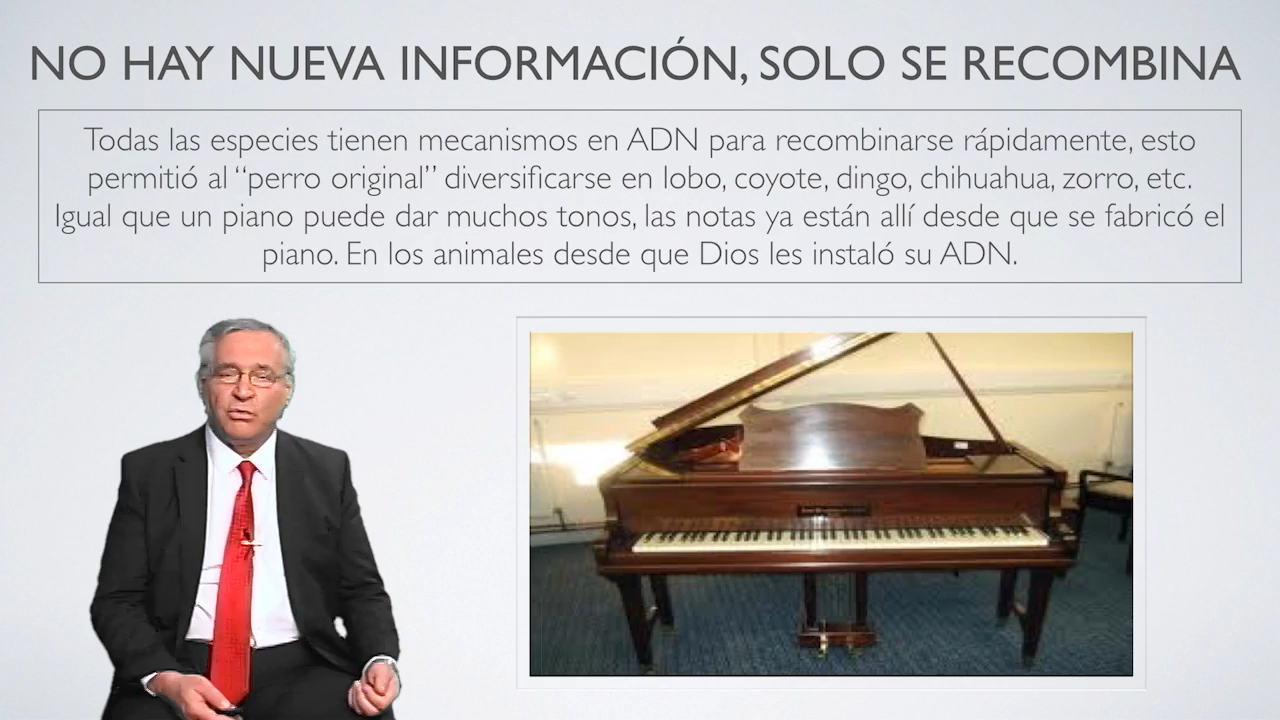 NO HAY NUEVA INFORMACIÓN, SOLO SE RECOMBINA
Todas las especies tienen mecanismos en ADN para recombinarse rápidamente, esto
permitió al “perro original” diversificarse en lobo, coyote, dingo, chihuahua, zorro, etc.
Igual que un piano puede dar muchos tonos, las notas ya están allí desde que se fabricó el
piano. En los animales desde que Dios les instaló su ADN.